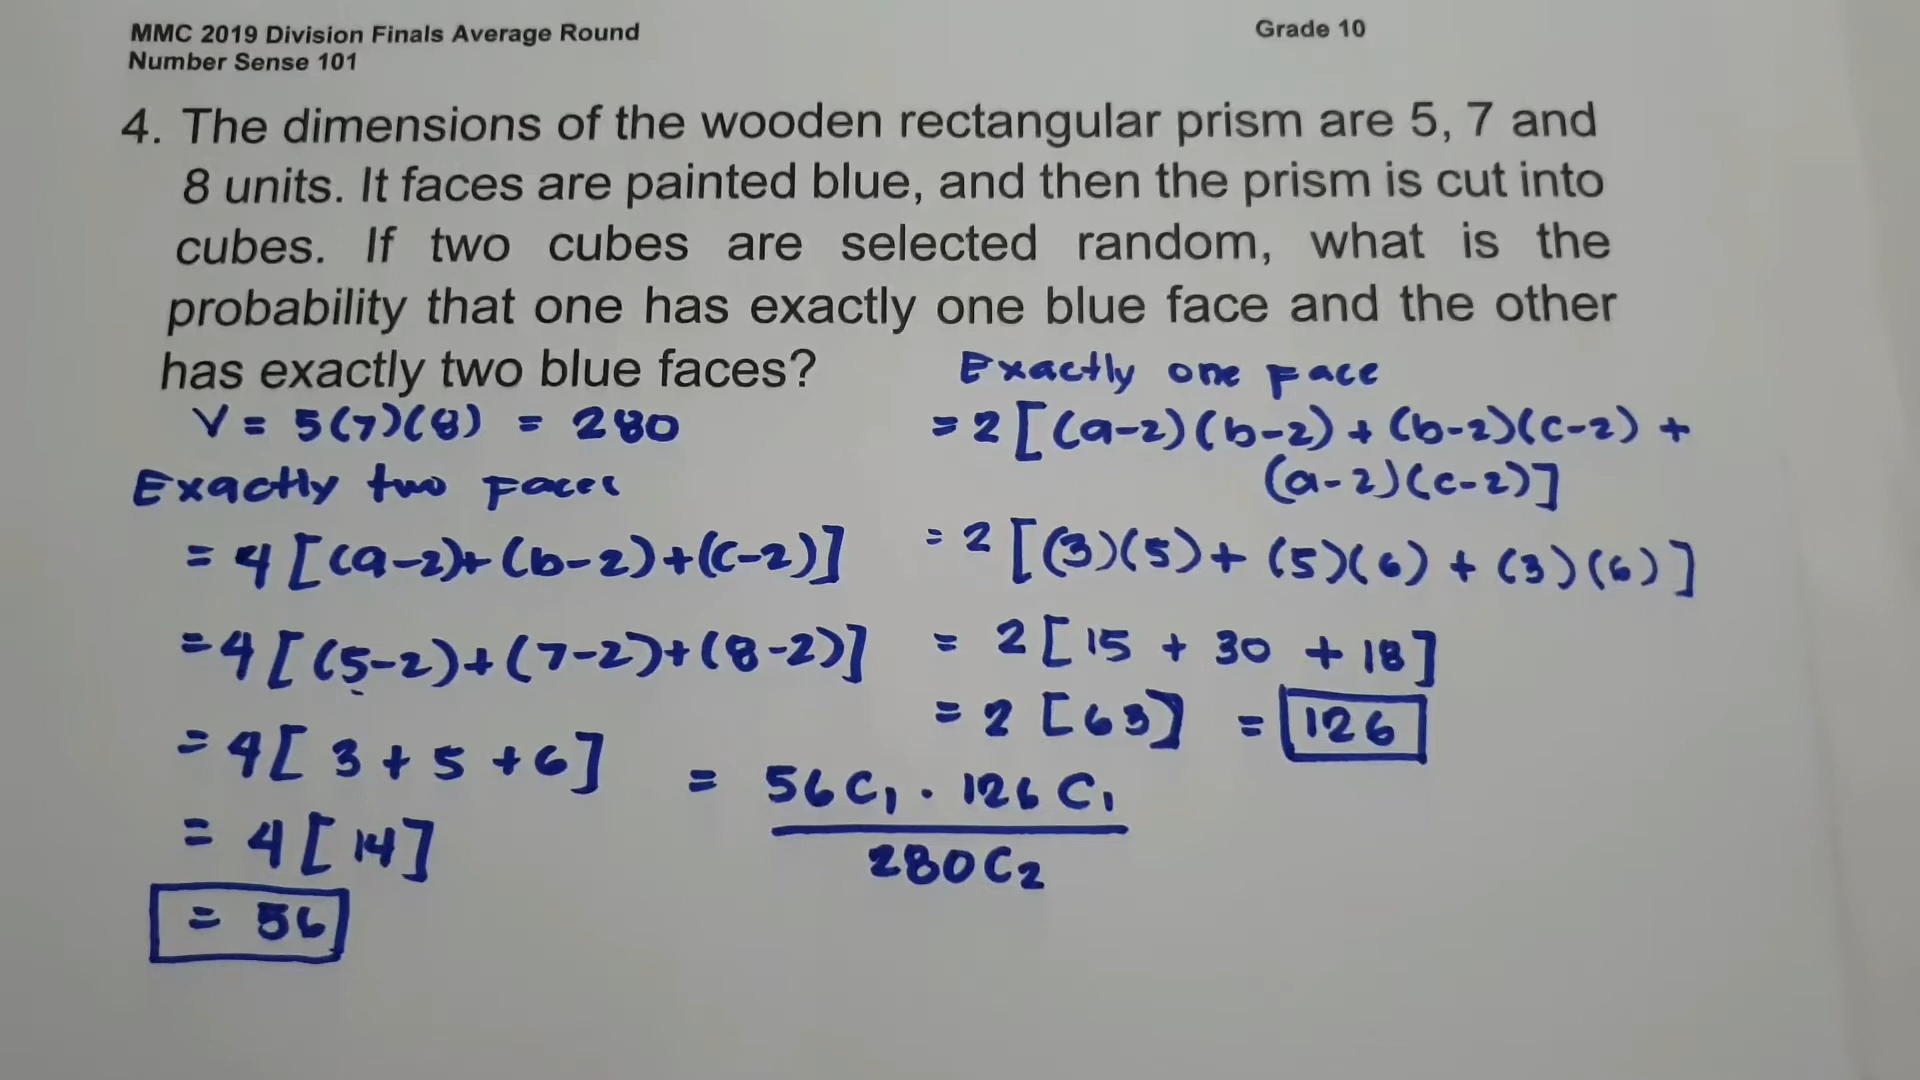 MMC 2019 Division Finals Average Round
Grade 10
Number Sense 101
4. The dimensions of the wooden rectangular prism are 5, 7 and
8 units. It faces are painted blue, and then the prism is cut into
cubes. If two cubes are selected random, what is the
probability that one has exactly one blue face and the other
has exactly two blue faces?
V = 5(7)(8) = 280
Exactly two faces
= 4[(a-2)+(b-2)+(c-2)]
=4[(5-2)+(7-2)+(8-2)]
=4[3+5+6]
= 4[14]
= 56
Exactly one face
=2[(a-2)(b-2)+(b-2)(c-2)+
(a-2)(c-2)]
=2[(3)(5)+(5)(6)+(3)(6)]
= 2[15 + 30 + 18]
= 2[63] = 126
= 56C1 · 126C1
280C2